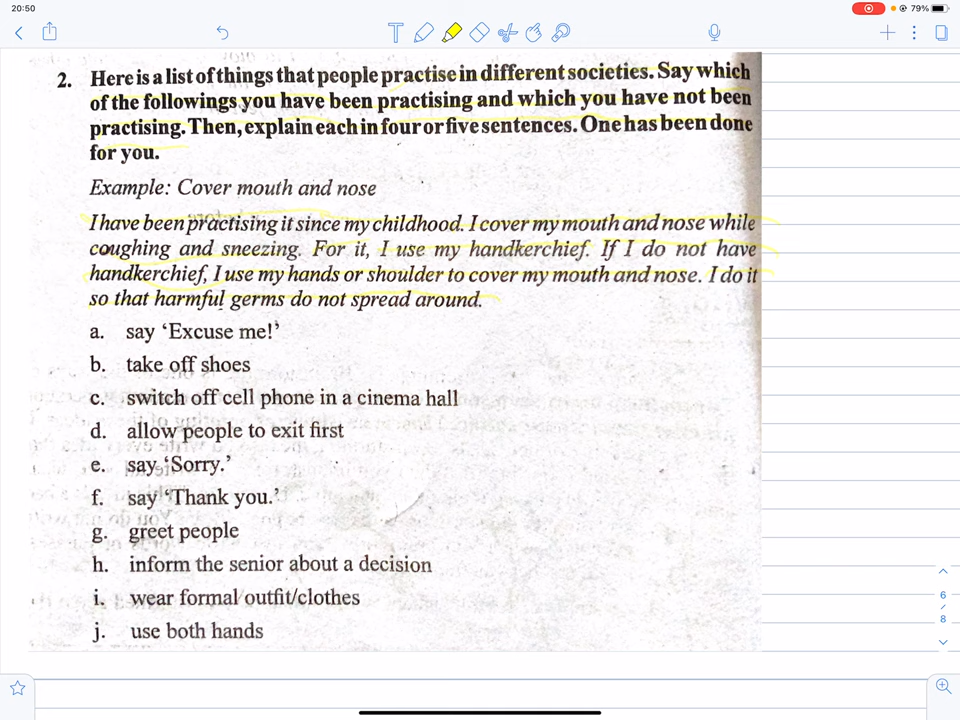 20:50
79%
2. Here is a list of things that people practise in different societies. Say which
of the followings you have been practising and which you have not been
practising. Then, explain each in four or five sentences. One has been done
for you.
Example: Cover mouth and nose
I have been practising it since my childhood. I cover my mouth and nose while
coughing and sneezing. For it, I use my handkerchief. If I do not have
handkerchief, I use my hands or shoulder to cover my mouth and nose. I do it
so that harmful germs do not spread around.
a. say ‘Excuse me!’
b. take off shoes
c. switch off cell phone in a cinema hall
d. allow people to exit first
e. say ‘Sorry.’
f. say ‘Thank you.’
g. greet people
h. inform the senior about a decision
i. wear formal outfit/clothes
j. use both hands
6
/
8